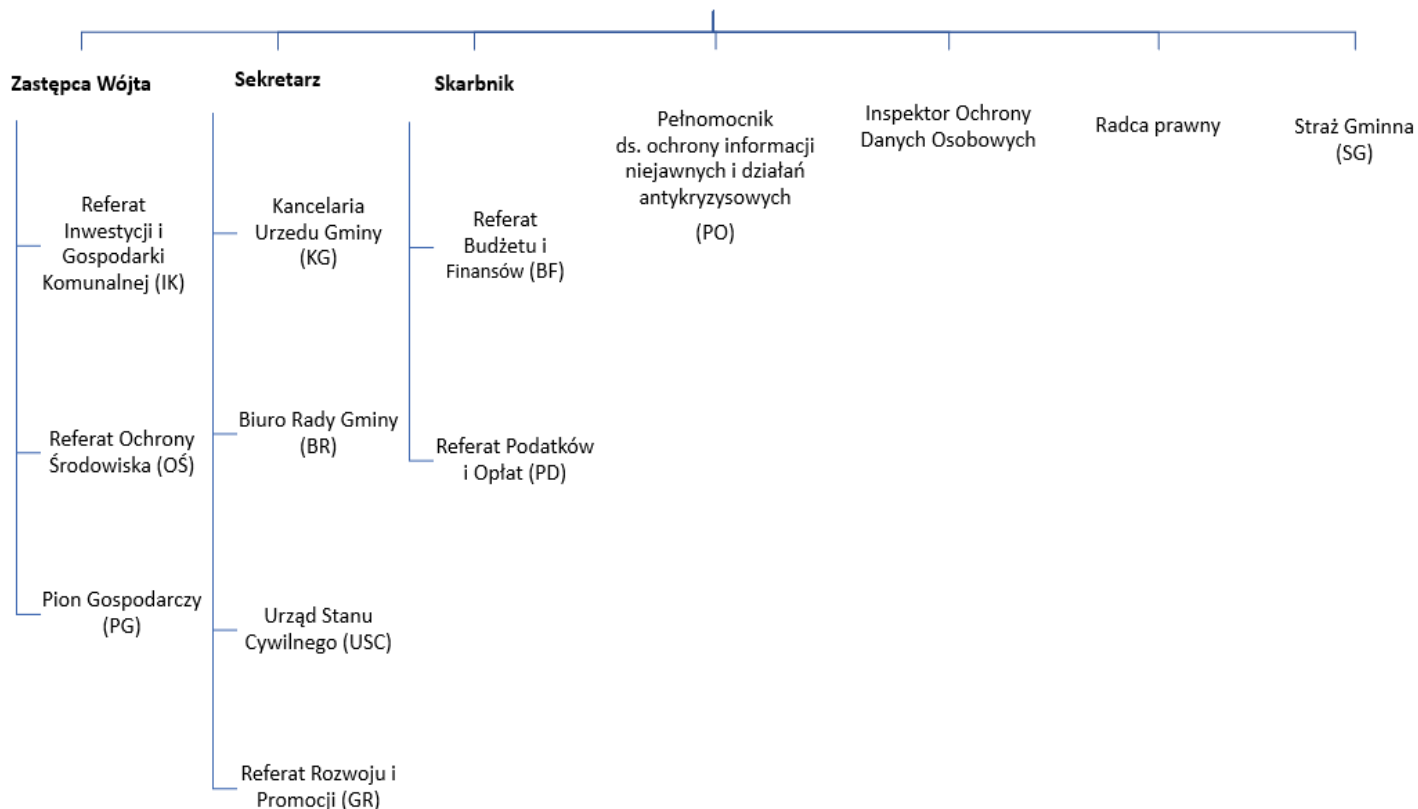 Zastępca Wójta
Referat
Inwestycji i
Gospodarki
Komunalnej (IK)
Referat Ochrony
Środowiska (OŚ)
Pion Gospodarczy
(PG)
Sekretarz
Kancelaria
Urzedu Gminy
(KG)
Biuro Rady Gminy
(BR)
Urząd Stanu
Cywilnego (USC)
Referat Rozwoju i
Promocji (GR)
Skarbnik
Referat
Budżetu i
Finansów (BF)
Referat Podatków
i Opłat (PD)
Pełnomocnik
ds. ochrony informacji
niejawnych i działań
antykryzysowych
(PO)
Inspektor Ochrony
Danych Osobowych
Radca prawny
Straż Gminna
(SG)